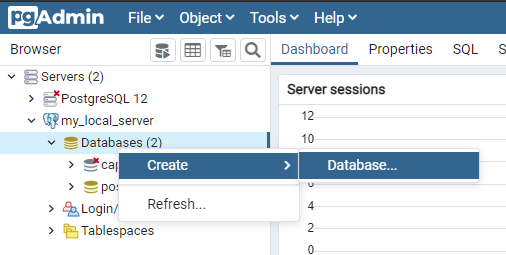 pgAdmin File Object Tools Help
Browser Dashboard Properties SQL S
Servers (2)
Server sessions
PostgreSQL 12
12
my_local_server
10
Databases (2)
cap
Create Database...
pos
6
Refresh...
Login/
4
2
Tablespaces
0